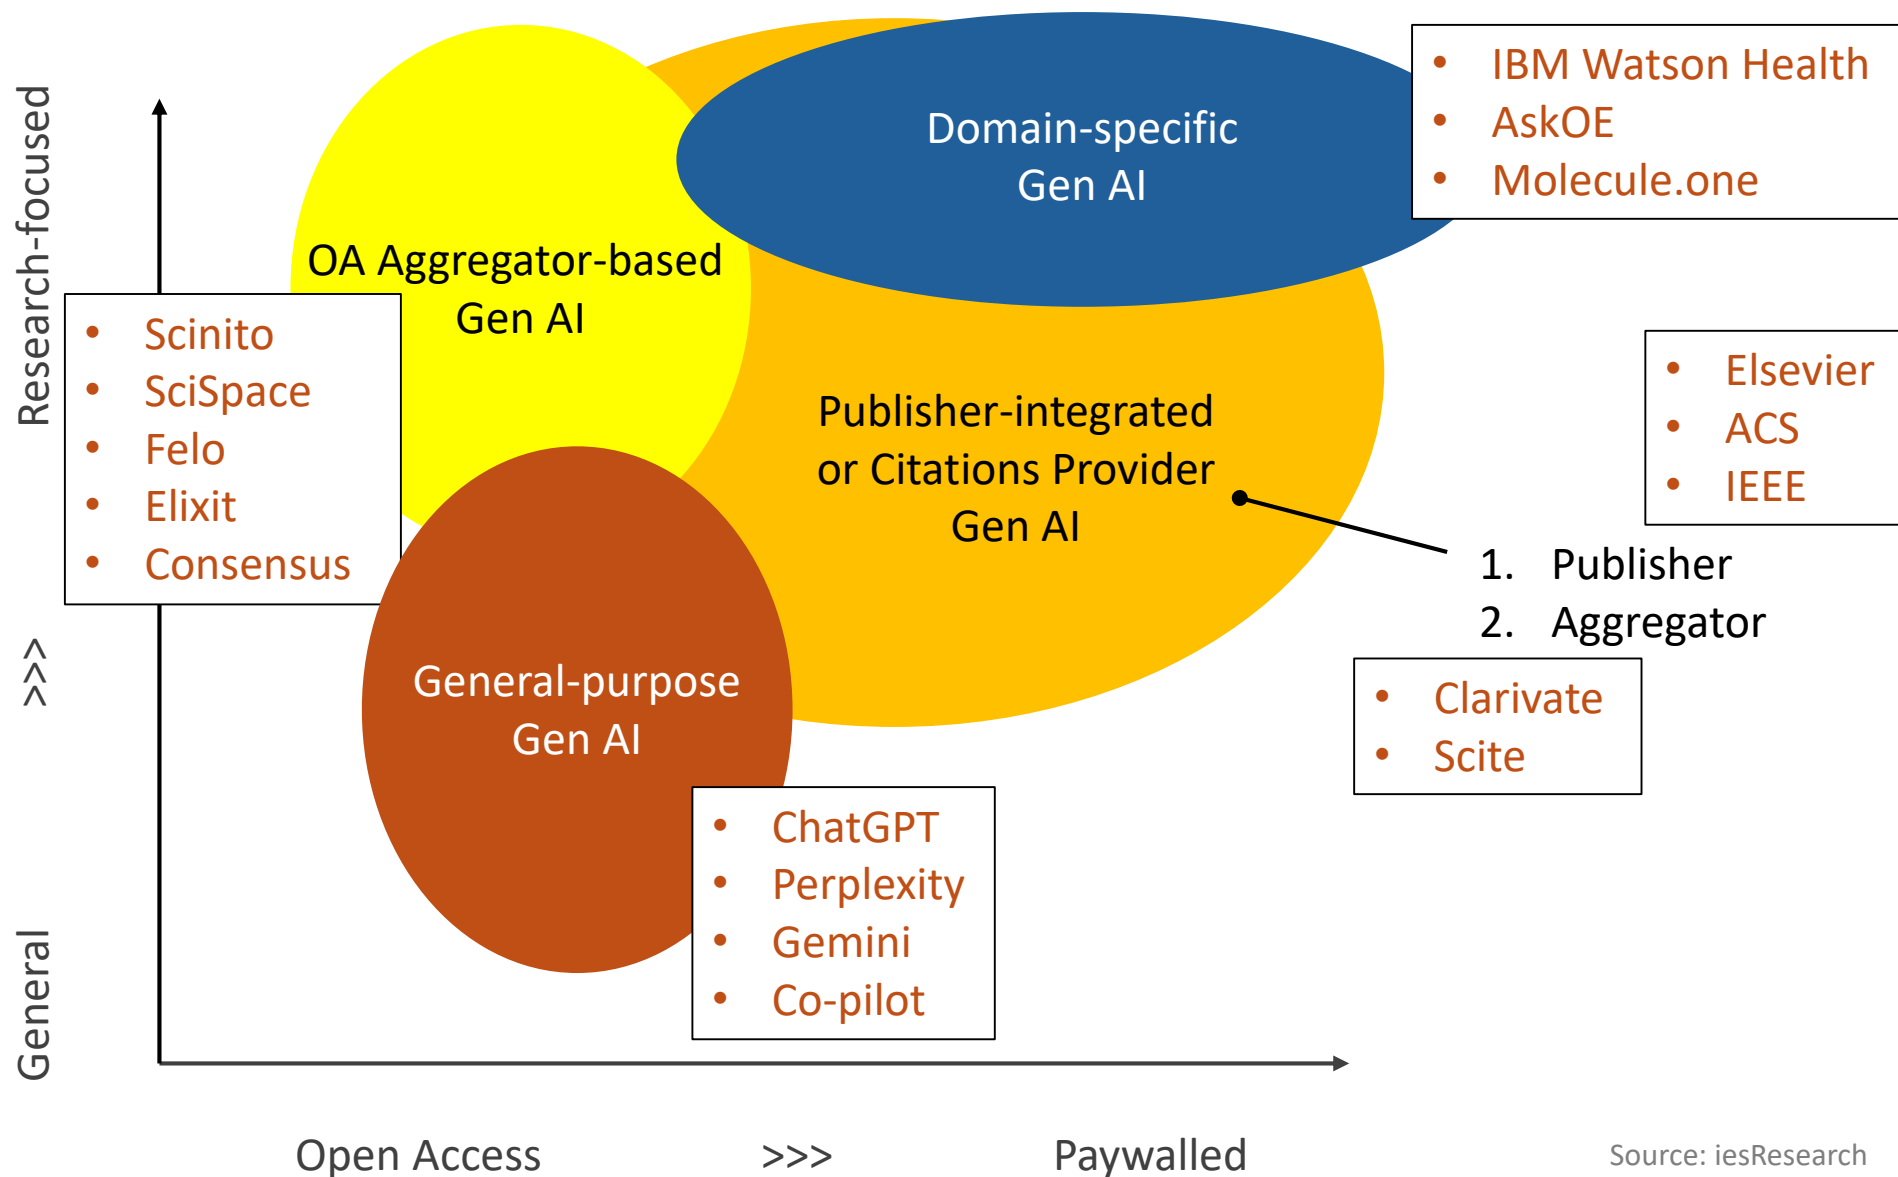 Research-focused
>>>
General
OA Aggregator-based
Gen AI
• Scinito
• SciSpace
• Felo
• Elixit
• Consensus
Domain-specific
Gen AI
• IBM Watson Health
• AskOE
• Molecule.one
Publisher-integrated
or Citations Provider
Gen AI
• Elsevier
• ACS
• IEEE
1. Publisher
2. Aggregator
• Clarivate
• Scite
General-purpose
Gen AI
• ChatGPT
• Perplexity
• Gemini
• Co-pilot
Open Access >>> Paywalled
Source: iesResearch